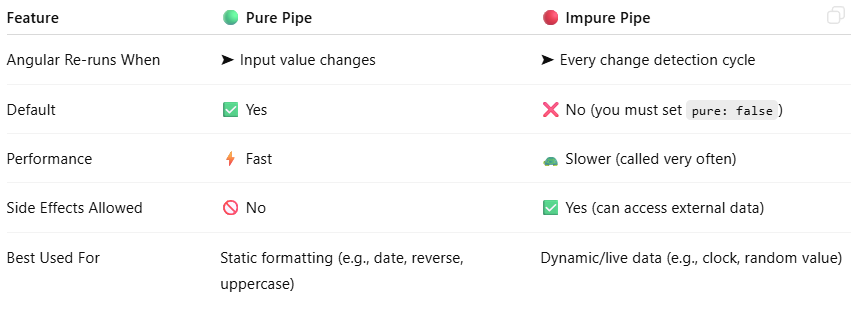 Feature 🟢 Pure Pipe 🔴 Impure Pipe
Angular Re-runs When ➤ Input value changes ➤ Every change detection cycle
Default ✅ Yes ❌ No (you must set pure: false)
Performance ⚡ Fast 🐢 Slower (called very often)
Side Effects Allowed 🚫 No ✅ Yes (can access external data)
Best Used For Static formatting (e.g., date, reverse, uppercase) Dynamic/live data (e.g., clock, random value)